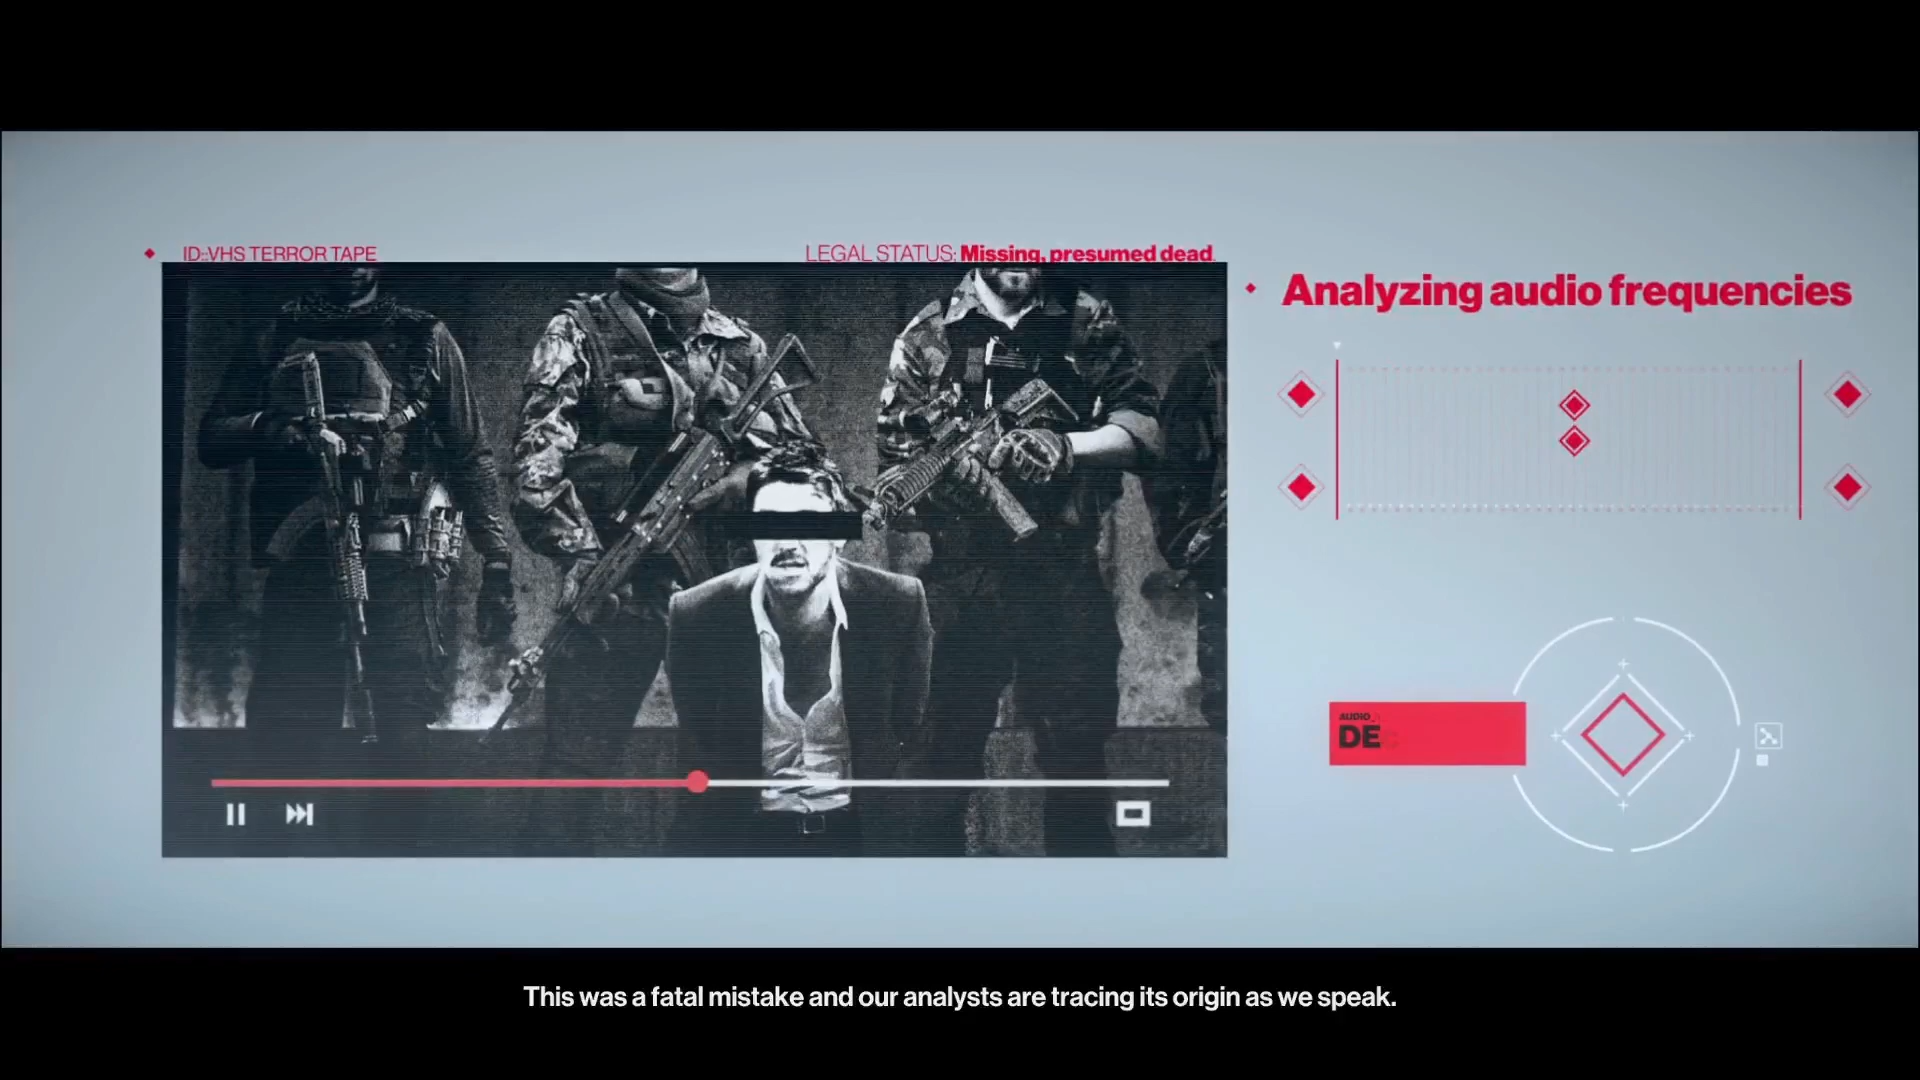 ID::VHS TERROR TAPE
LEGAL STATUS: Missing, presumed dead.
Analyzing audio frequencies
AUDIO
DE
This was a fatal mistake and our analysts are tracing its origin as we speak.